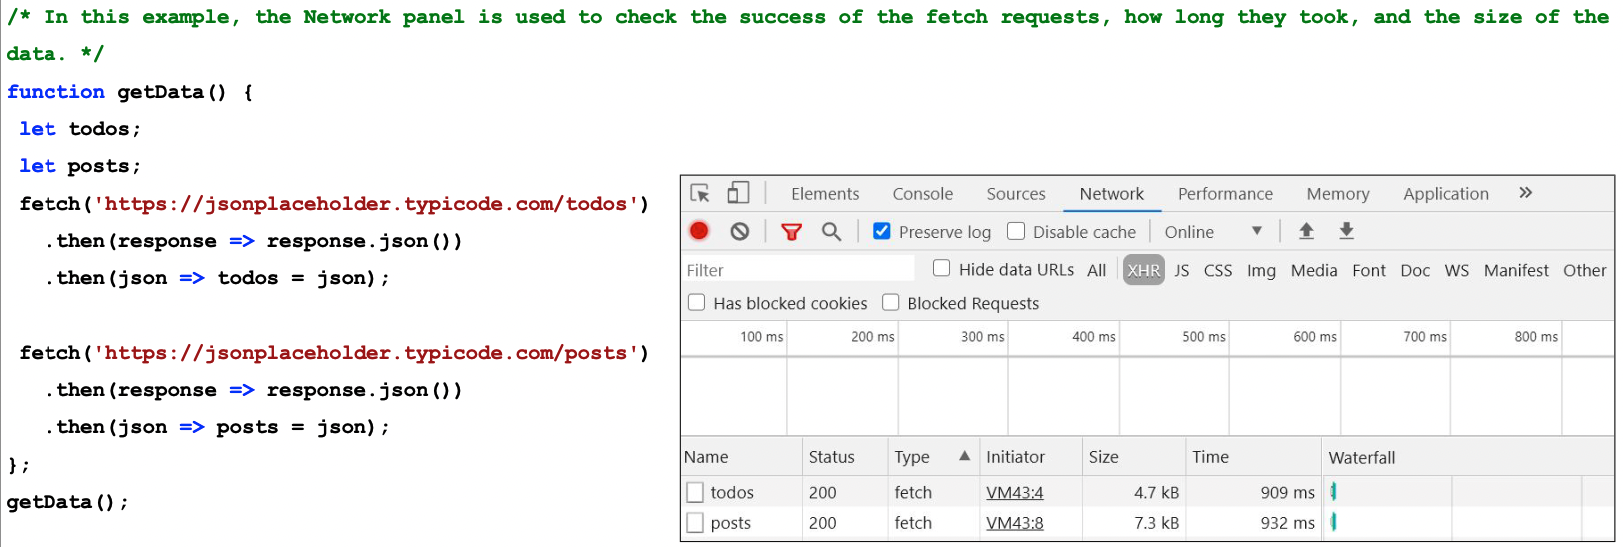 /* In this example, the Network panel is used to check the success of the fetch requests, how long they took, and the size of the
data. */
function getData() {
let todos;
let posts;
fetch('https://jsonplaceholder.typicode.com/todos')
.then(response => response.json())
.then(json => todos = json);
fetch('https://jsonplaceholder.typicode.com/posts')
.then(response => response.json())
.then(json => posts = json);
};
getData();
Elements Console Sources Network Performance Memory Application »
Preserve log Disable cache Online
Filter Hide data URLs All XHR JS CSS Img Media Font Doc WS Manifest Other
Has blocked cookies Blocked Requests
100 ms 200 ms 300 ms 400 ms 500 ms 600 ms 700 ms 800 ms
Name Status Type Initiator Size Time Waterfall
todos 200 fetch VM43:4 4.7 kB 909 ms
posts 200 fetch VM43:8 7.3 kB 932 ms